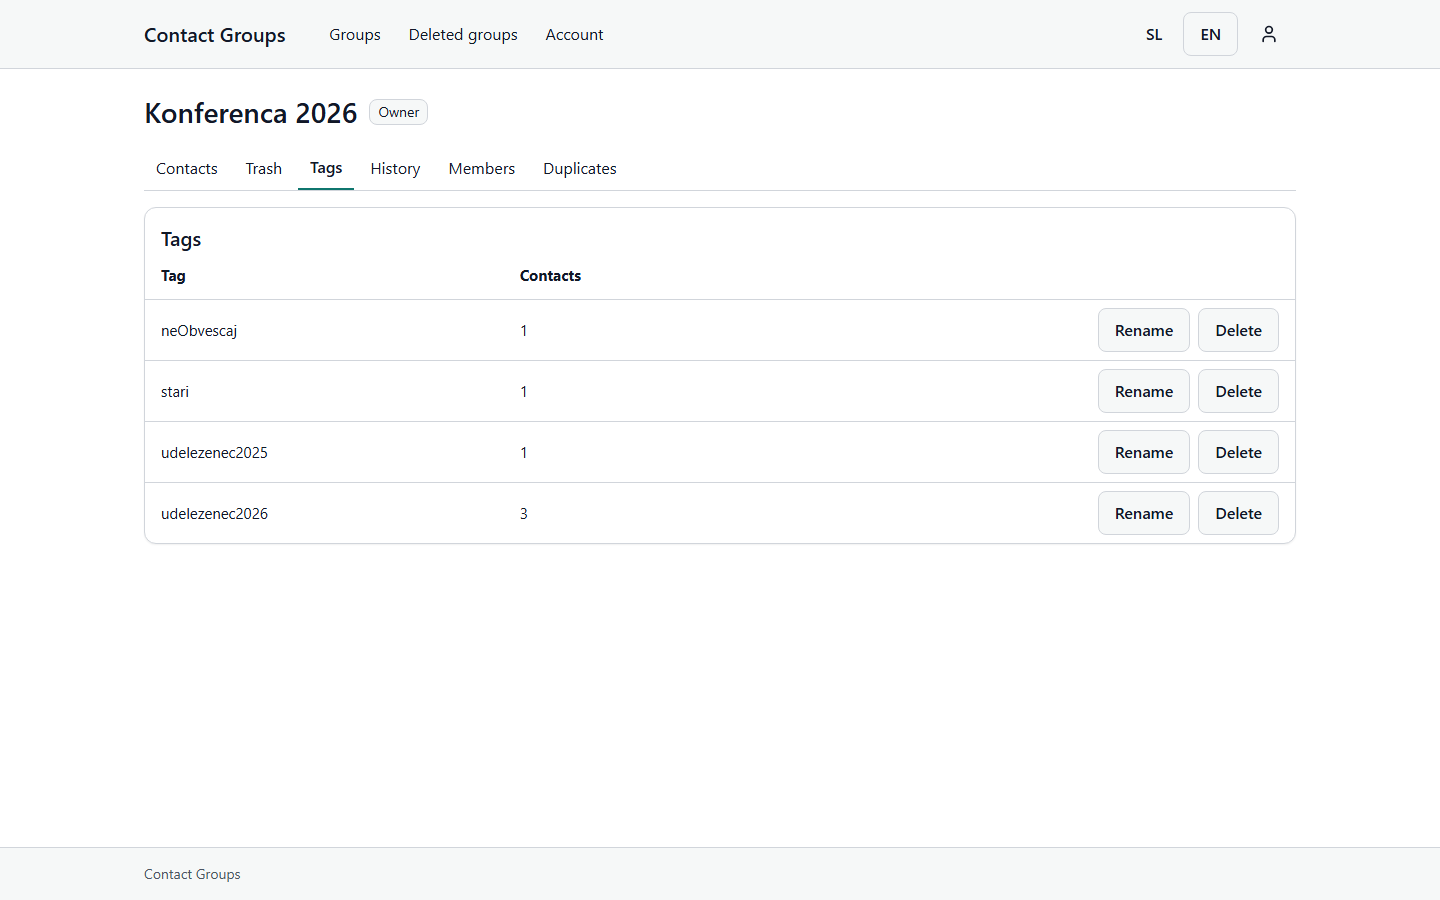 Contact Groups Groups Deleted groups Account SL EN
Konferenca 2026 Owner
Contacts Trash Tags History Members Duplicates
Tags
Tag Contacts
neObvescaj 1 Rename Delete
stari 1 Rename Delete
udelezenec2025 1 Rename Delete
udelezenec2026 3 Rename Delete
Contact Groups